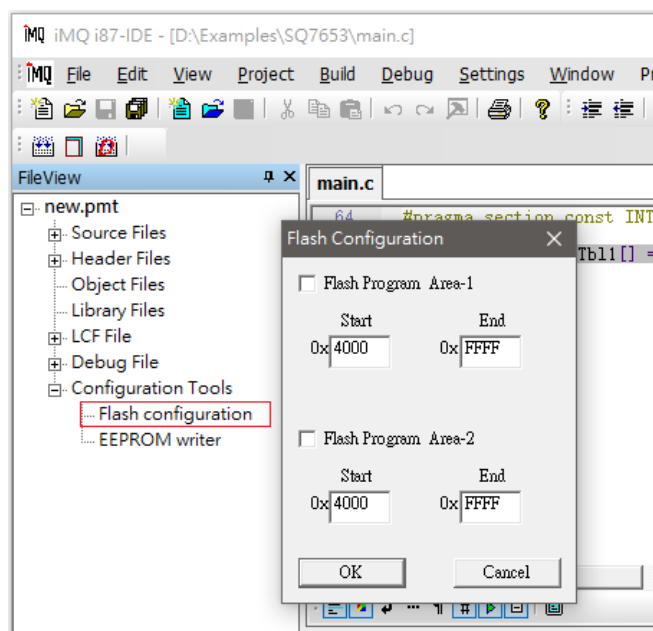 iMQ iMQ i87-IDE - [D:\Examples\SQ7653\main.c]
iMQ File Edit View Project Build Debug Settings Window
FileView
main.c
new.pmt
64 #pragma section const INT
Source Files
Flash Configuration
Header Files
Tbl1[] =
Object Files
Flash Program Area-1
Library Files
Start End
LCF File
0x 4000 0x FFFF
Debug File
Configuration Tools
Flash configuration
EEPROM writer
Flash Program Area-2
Start End
0x 4000 0x FFFF
OK Cancel